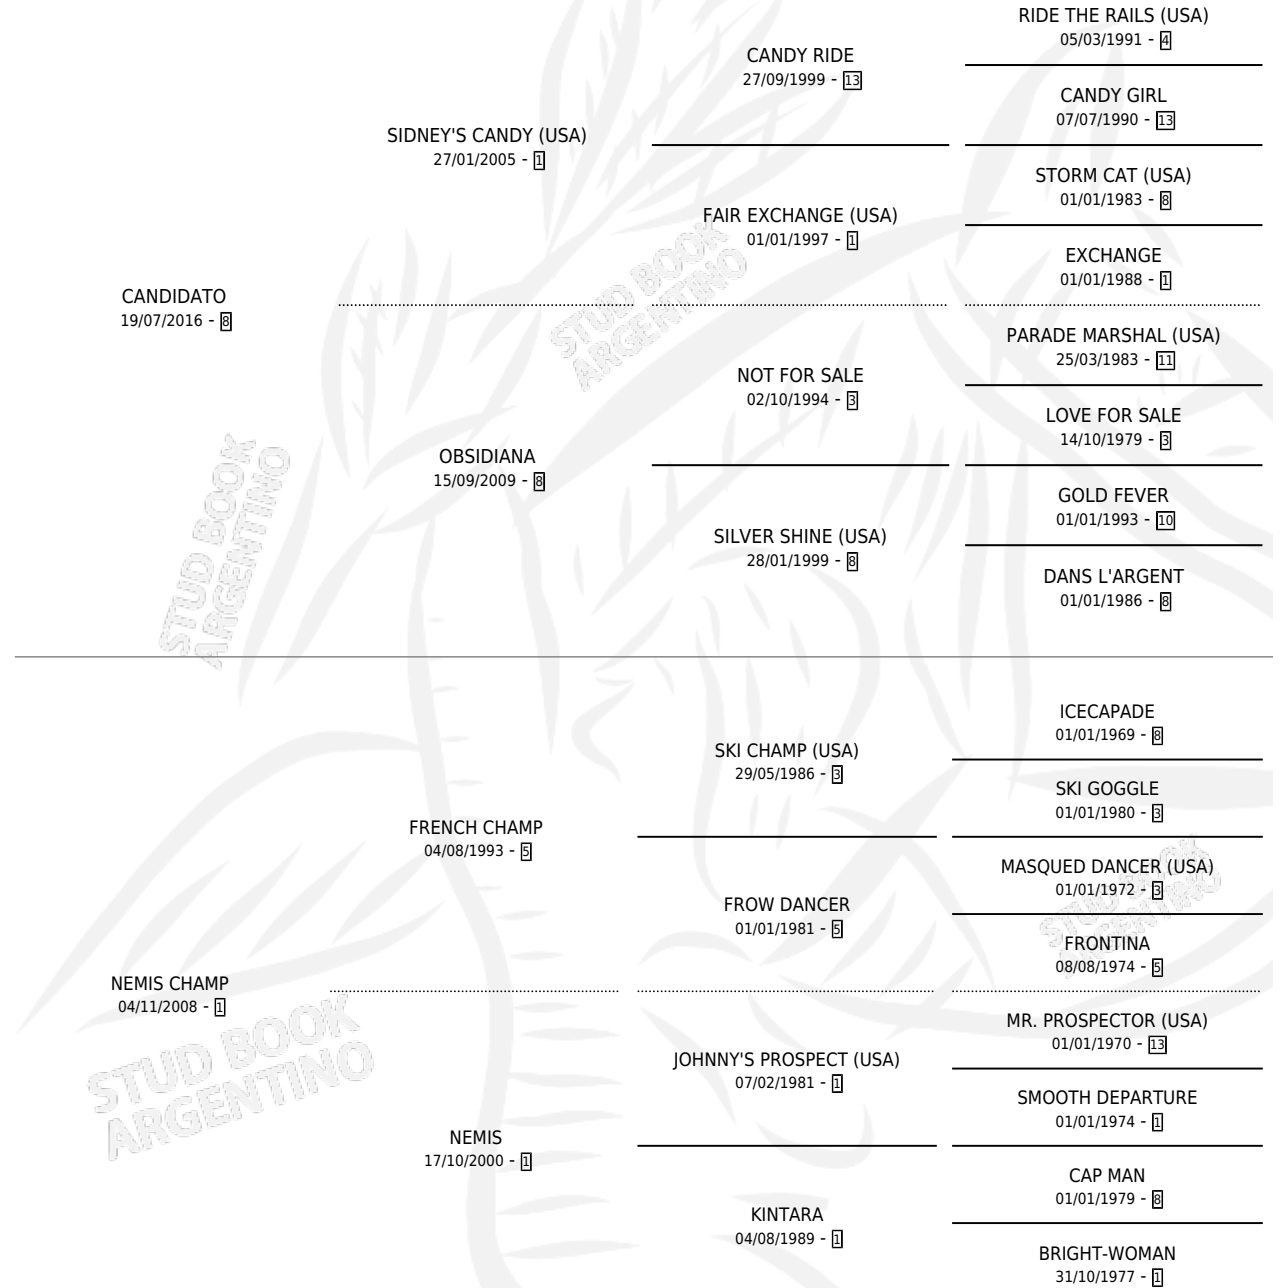 RIDE THE RAILS (USA)
05/03/1991 - 4
CANDY RIDE
27/09/1999 - 13
CANDY GIRL
07/07/1990 - 13
SIDNEY'S CANDY (USA)
27/01/2005 - 1
STORM CAT (USA)
01/01/1983 - 8
FAIR EXCHANGE (USA)
01/01/1997 - 1
EXCHANGE
01/01/1988 - 1
CANDIDATO
19/07/2016 - 8
PARADE MARSHAL (USA)
25/03/1983 - 11
NOT FOR SALE
02/10/1994 - 3
LOVE FOR SALE
14/10/1979 - 3
OBSIDIANA
15/09/2009 - 8
GOLD FEVER
01/01/1993 - 10
SILVER SHINE (USA)
28/01/1999 - 8
DANS L'ARGENT
01/01/1986 - 8
ICECAPADE
01/01/1969 - 8
SKI CHAMP (USA)
29/05/1986 - 3
SKI GOGGLE
01/01/1980 - 3
FRENCH CHAMP
04/08/1993 - 5
MASQUED DANCER (USA)
01/01/1972 - 3
FROW DANCER
01/01/1981 - 5
FRONTINA
08/08/1974 - 5
NEMIS CHAMP
04/11/2008 - 1
MR. PROSPECTOR (USA)
01/01/1970 - 13
JOHNNY'S PROSPECT (USA)
07/02/1981 - 1
SMOOTH DEPARTURE
01/01/1974 - 1
NEMIS
17/10/2000 - 1
CAP MAN
01/01/1979 - 8
KINTARA
04/08/1989 - 1
BRIGHT-WOMAN
31/10/1977 - 1
STUD BOOK
ARGENTINO
STUD BOOK
ARGENTINO
STUD BOOK
ARGENTINO
STUD BOOK
ARGENTINO